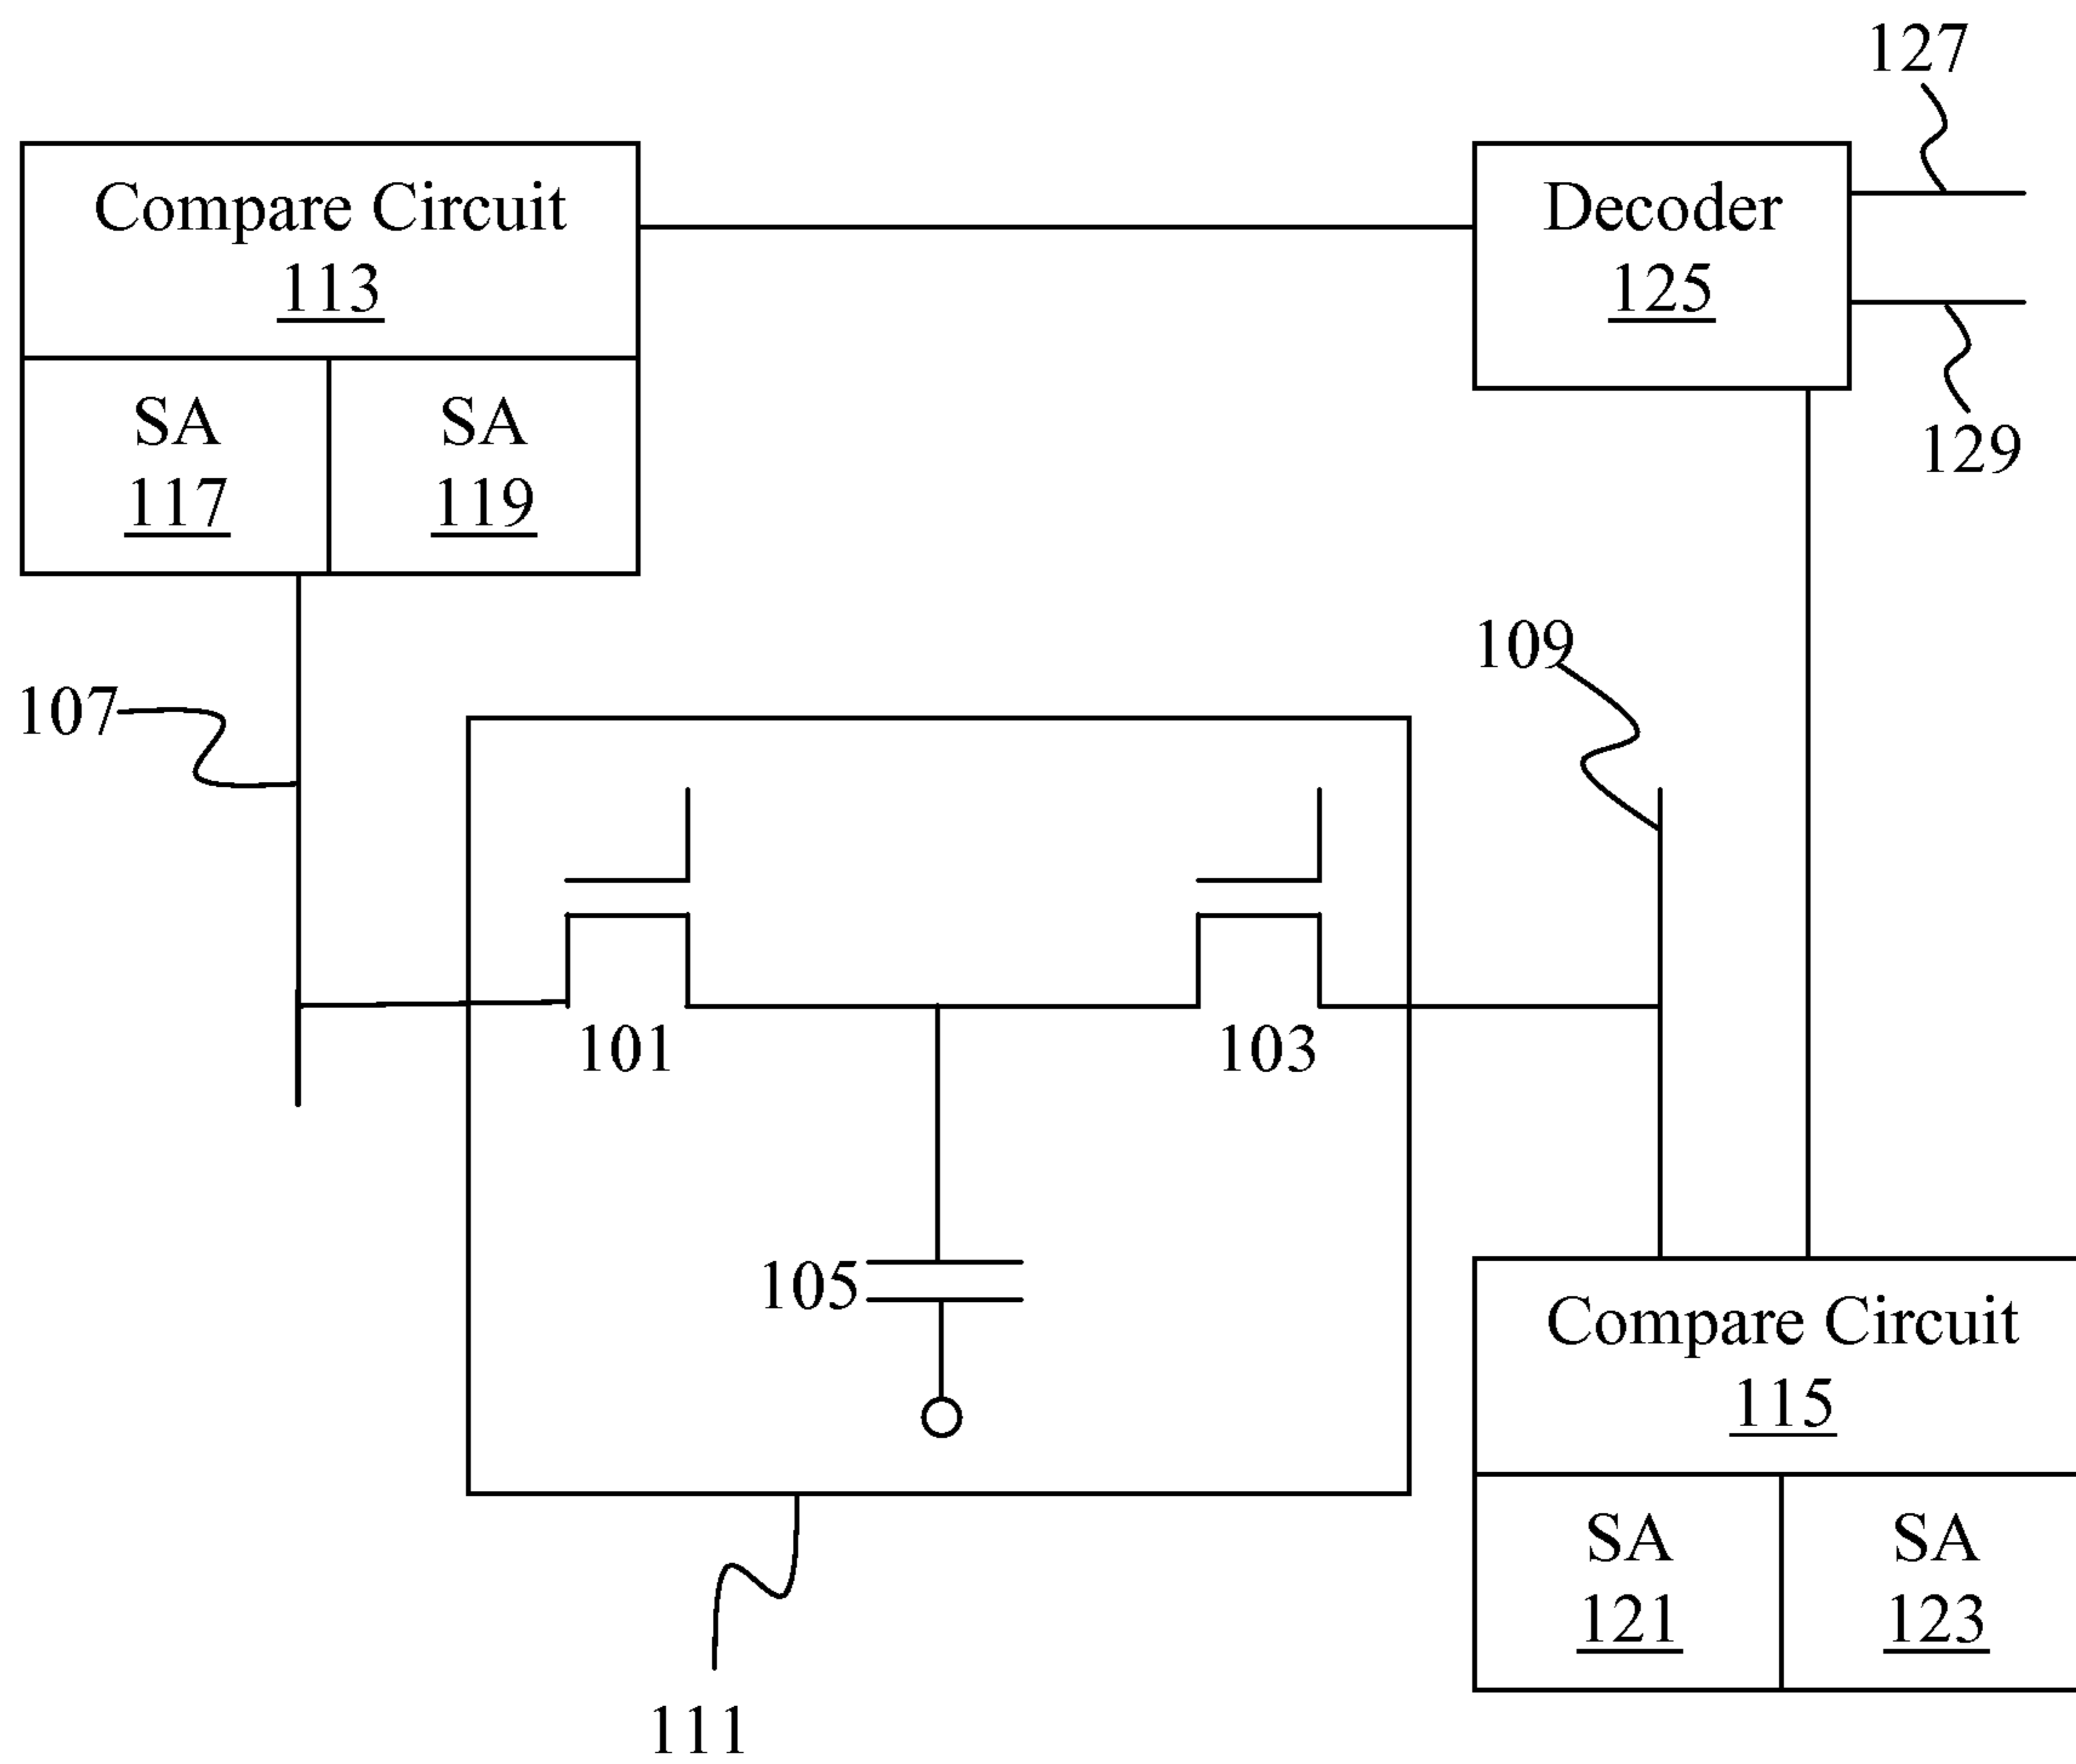 127
Compare Circuit
113
Decoder
125
SA
117
SA
119
129
109
107
101
103
105
Compare Circuit
115
SA
121
SA
123
111